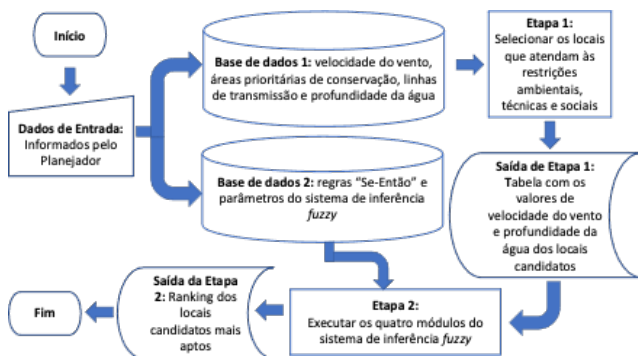 Início
Dados de Entrada:
Informados pelo
Planejador
Base de dados 1: velocidade do vento,
áreas prioritárias de conservação, linhas
de transmissão e profundidade da água
Base de dados 2: regras “Se-Então” e
parâmetros do sistema de inferência
fuzzy
Etapa 1:
Selecionar os locais
que atendam às
restrições
ambientais,
técnicas e sociais
Saída de Etapa 1:
Tabela com os
valores de
velocidade do vento
e profundidade da
água dos locais
candidatos
Etapa 2:
Executar os quatro módulos do
sistema de inferência fuzzy
Saída da Etapa
2: Ranking dos
locais
candidatos mais
aptos
Fim